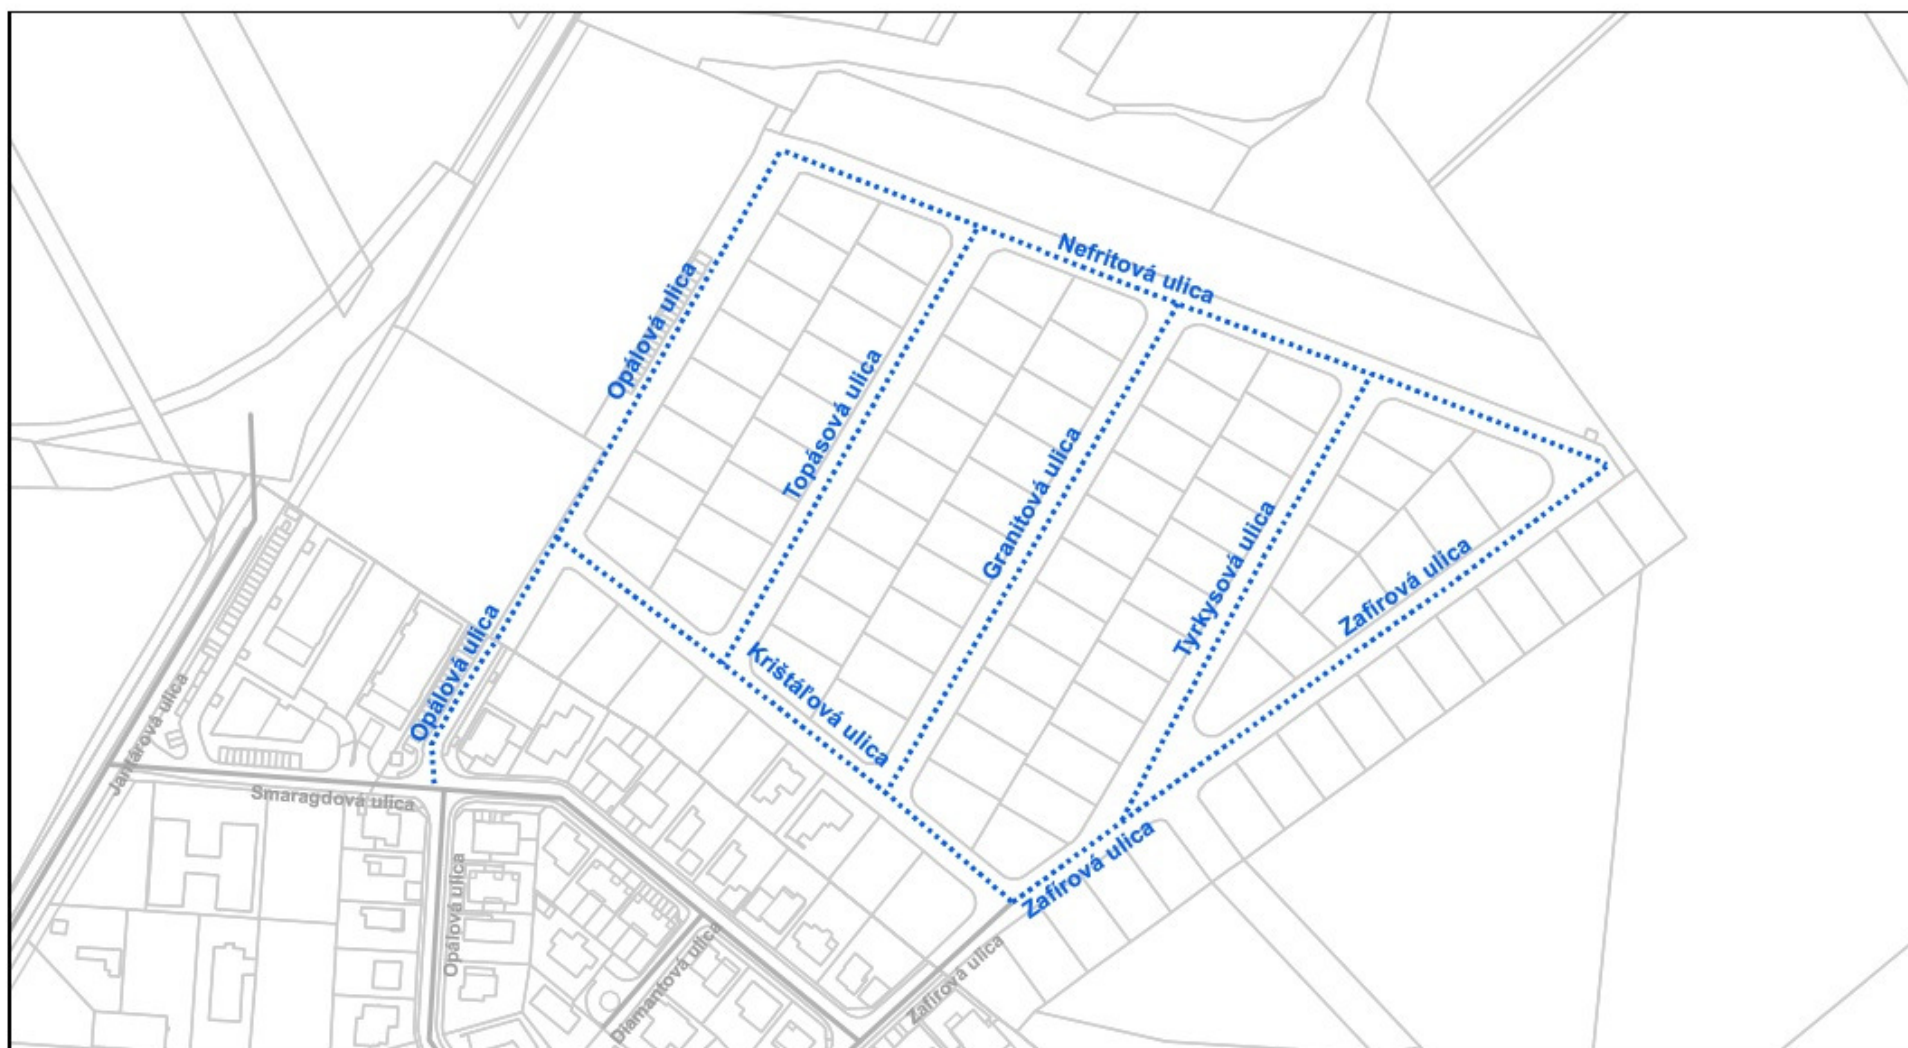 Nefritová ulica
Opálová ulica
Topásová ulica
Granitová ulica
Tyrkysová ulica
Zafírová ulica
Opálová ulica
Krištáľová ulica
Jantárová ulica
Smaragdová ulica
Zafírová ulica
Opálová ulica
Diamantová ulica
Zafírová ulica